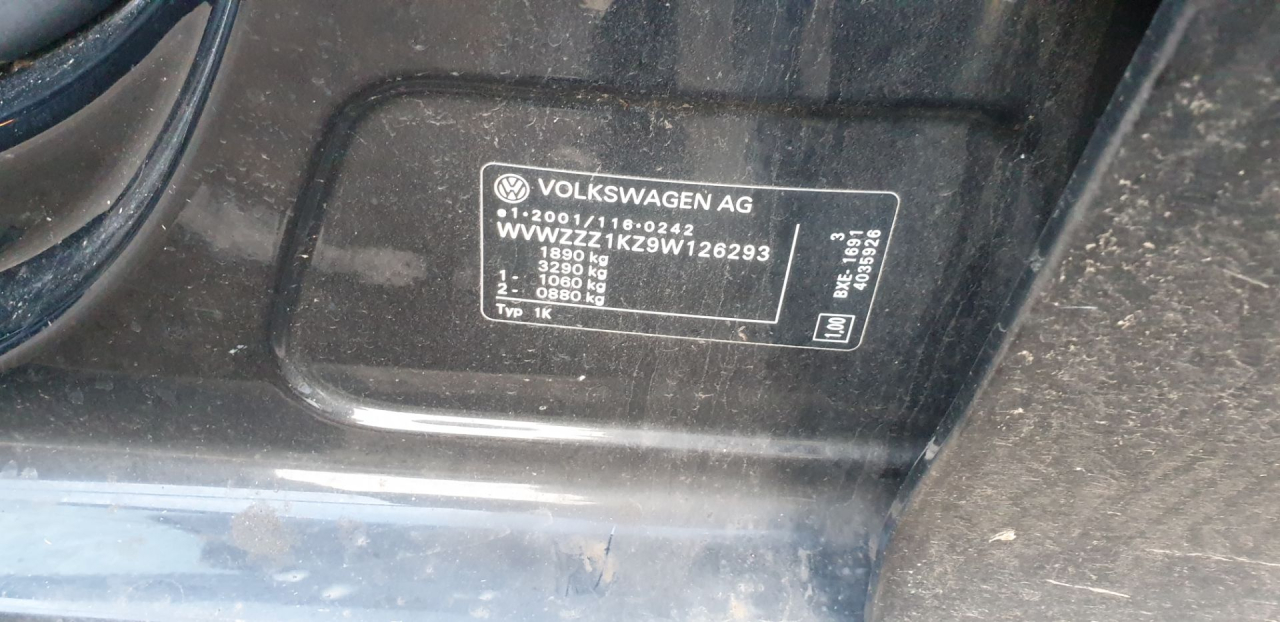 VOLKSWAGEN AG
e1*2001/116*0242
WVWZZZ1KZ9W126293
1890 kg
3290 kg
1 - 1060 kg
2 - 0880 kg
Typ 1K
3
BXE-1691
4035926
1.00